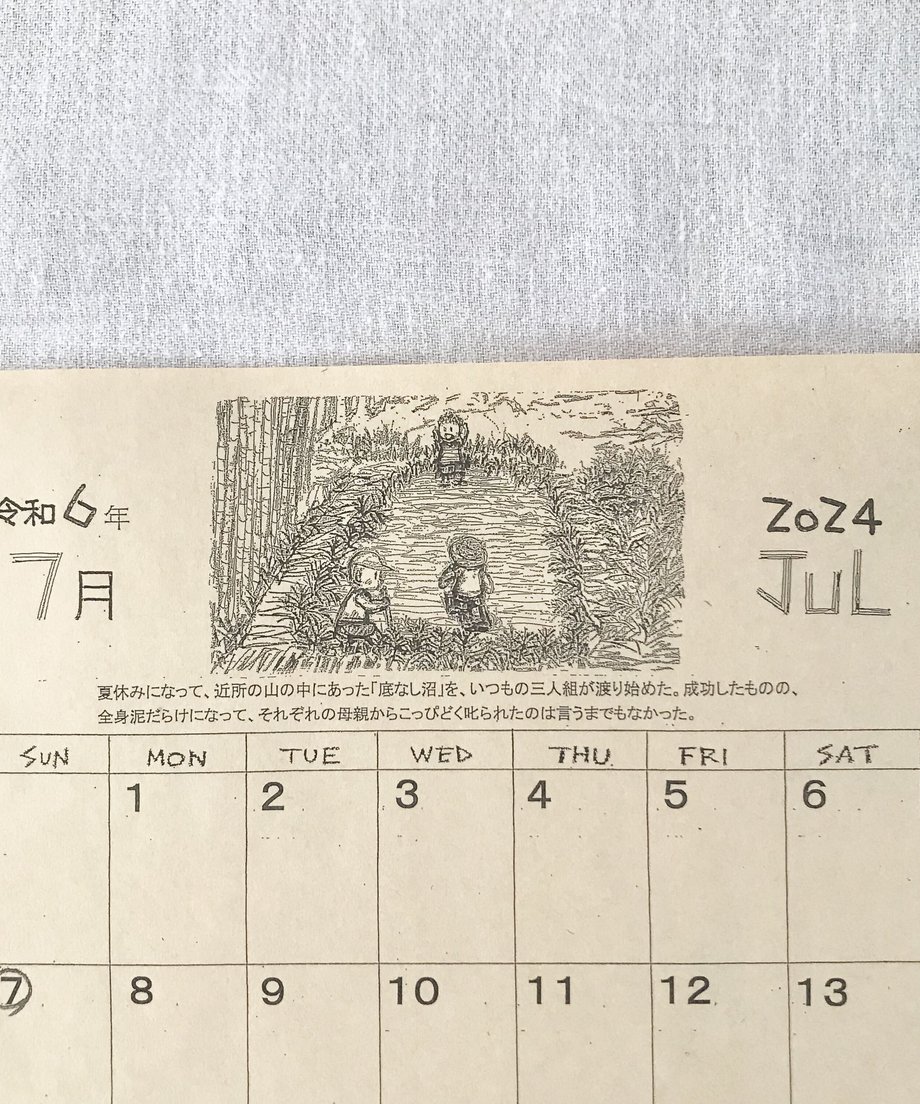 令和6年
7月
2024
JUL
夏休みになって、近所の山の中にあった「底なし沼」を、いつもの三人組が渡り始めた。成功したものの、
全身泥だらけになって、それぞれの母親からこっぴどく叱られたのは言うまでもなかった。
SUN MON TUE WED THU FRI SAT
1 2 3 4 5 6
7 8 9 10 11 12 13